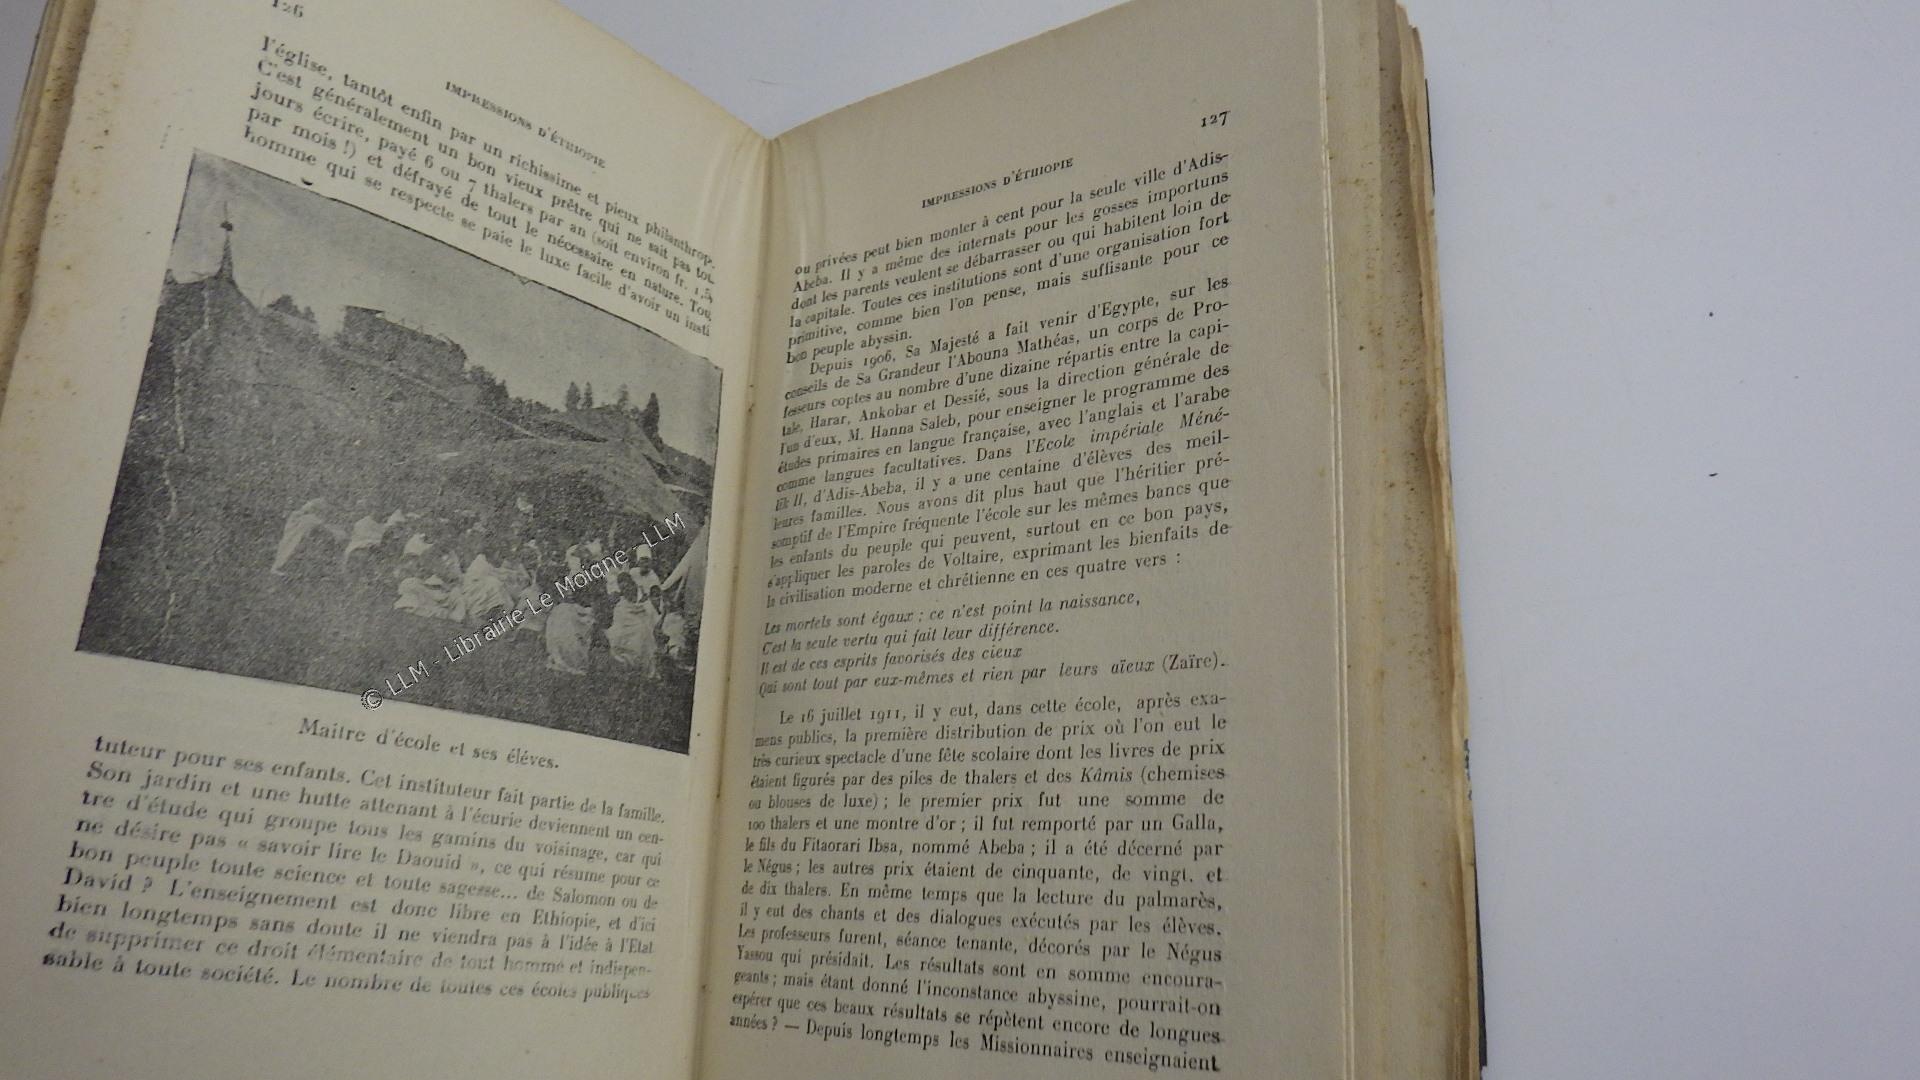 126
IMPRESSIONS D'ÉTHIOPIE
l'église, tantôt enfin par un richissime et pieux philanthrop.
C'est généralement un bon vieux prêtre qui ne sait pas tou-
jours écrire, payé 6 ou 7 thalers par an (soit environ fr. 1,5
par mois !) et défrayé de tout le nécessaire en nature. Tou
homme qui se respecte se paie le luxe facile d'avoir un insti
Maitre d'école et ses éléves.
tuteur pour ses enfants. Cet instituteur fait partie de la famille.
Son jardin et une hutte attenant à l'écurie deviennent un cen-
tre d'étude qui groupe tous les gamins du voisinage, car qui
ne désire pas « savoir lire le Daouid », ce qui résume pour ce
bon peuple toute science et toute sagesse... de Salomon ou de
David ? L'enseignement est donc libre en Ethiopie, et d'ici
bien longtemps sans doute il ne viendra pas à l'idée à l'Etat
de supprimer ce droit élémentaire de tout homme et indispen-
sable à toute société. Le nombre de toutes ces écoles publiques
© LLM - Librairie Le Moigne - LLM
127
IMPRESSIONS D'ÉTHIOPIE
ou privées peut bien monter à cent pour la seule ville d'Adis-
Abeba. Il y a même des internats pour les gosses importuns
dont les parents veulent se débarrasser ou qui habitent loin de
la capitale. Toutes ces institutions sont d'une organisation fort
primitive, comme bien l'on pense, mais suffisante pour ce
bon peuple abyssin.
Depuis 1906, Sa Majesté a fait venir d'Egypte, sur les
conseils de Sa Grandeur l'Abouna Mathéas, un corps de Pro-
fesseurs coptes au nombre d'une dizaine répartis entre la capi-
tale, Harar, Ankobar et Dessié, sous la direction générale de
l'un d'eux, M. Hanna Saleb, pour enseigner le programme des
études primaires en langue française, avec l'anglais et l'arabe
comme langues facultatives. Dans l'Ecole impériale Méné-
lik II, d'Adis-Abeba, il y a une centaine d'élèves des meil-
leures familles. Nous avons dit plus haut que l'héritier pré-
somptif de l'Empire fréquente l'école sur les mêmes bancs que
les enfants du peuple qui peuvent, surtout en ce bon pays,
s'appliquer les paroles de Voltaire, exprimant les bienfaits de
la civilisation moderne et chrétienne en ces quatre vers :
Les mortels sont égaux ; ce n'est point la naissance,
C'est la seule vertu qui fait leur différence.
Il est de ces esprits favorisés des cieux
Qui sont tout par eux-mêmes et rien par leurs aïeux (Zaïre).
Le 16 juillet 1911, il y eut, dans cette école, après exa-
mens publics, la première distribution de prix où l'on eut le
très curieux spectacle d'une fête scolaire dont les livres de prix
étaient figurés par des piles de thalers et des Kâmis (chemises
ou blouses de luxe) ; le premier prix fut une somme de
100 thalers et une montre d'or ; il fut remporté par un Galla,
le fils du Fitaorari Ibsa, nommé Abeba ; il a été décerné par
le Négus ; les autres prix étaient de cinquante, de vingt. et
de dix thalers. En même temps que la lecture du palmarès,
il y eut des chants et des dialogues exécutés par les élèves.
Les professeurs furent, séance tenante, décorés par le Négus
Yassou qui présidait. Les résultats sont en somme encoura-
geants ; mais étant donné l'inconstance abyssine, pourrait-on
espérer que ces beaux résultats se répètent encore de longues
années ? — Depuis longtemps les Missionnaires enseignaient